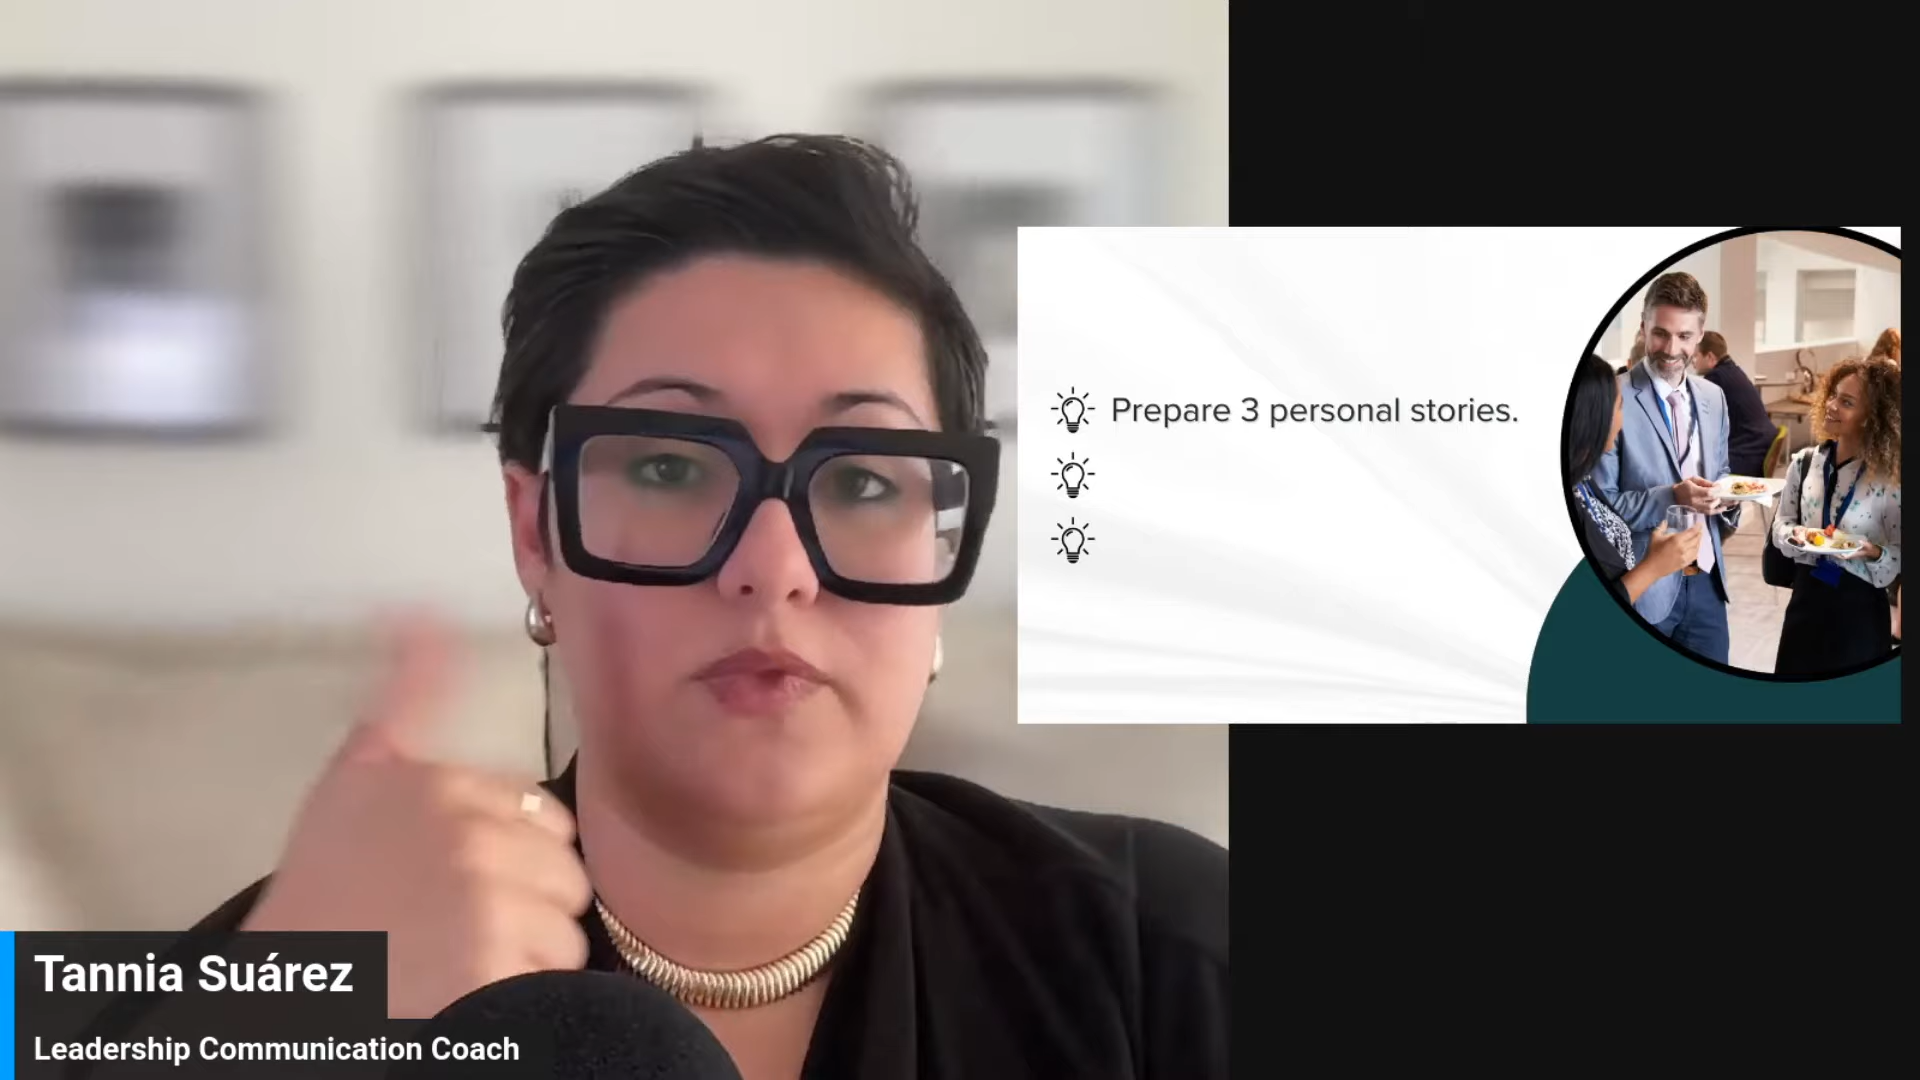 Prepare 3 personal stories.
Tannia Suárez
Leadership Communication Coach